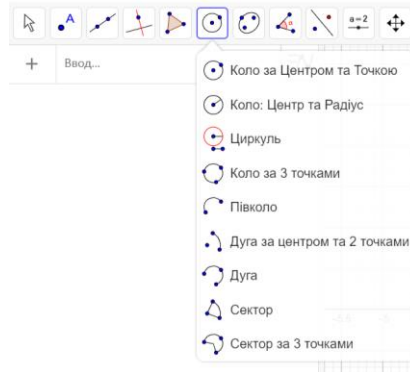 A
a=2
+ Ввод...
Коло за Центром та Точкою
Коло: Центр та Радіус
Циркуль
Коло за 3 точками
Півколо
Дуга за центром та 2 точками
Дуга
Сектор
Сектор за 3 точками